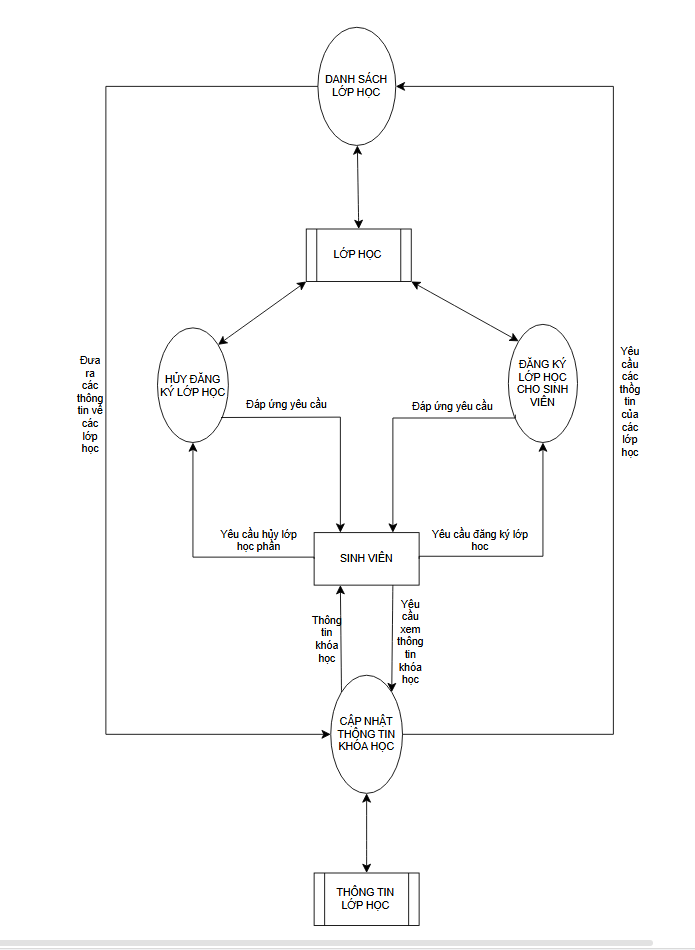 DANH SÁCH
LỚP HỌC
LỚP HỌC
HỦY ĐĂNG
KÝ LỚP HỌC
ĐĂNG KÝ
LỚP HỌC
CHO SINH
VIÊN
Đưa
ra
các
thông
tin về
các
lớp
học
Yêu
cầu
các
thồg
tin
của
các
lớp
học
Đáp ứng yêu cầu
Đáp ứng yêu cầu
Yêu cầu hủy lớp
học phần
SINH VIÊN
Yêu cầu đăng ký lớp
hoc
Thông
tin
khóa
học
Yêu
cầu
xem
thông
tin
khóa
học
CẬP NHẬT
THÔNG TIN
KHÓA HỌC
THÔNG TIN
LỚP HỌC